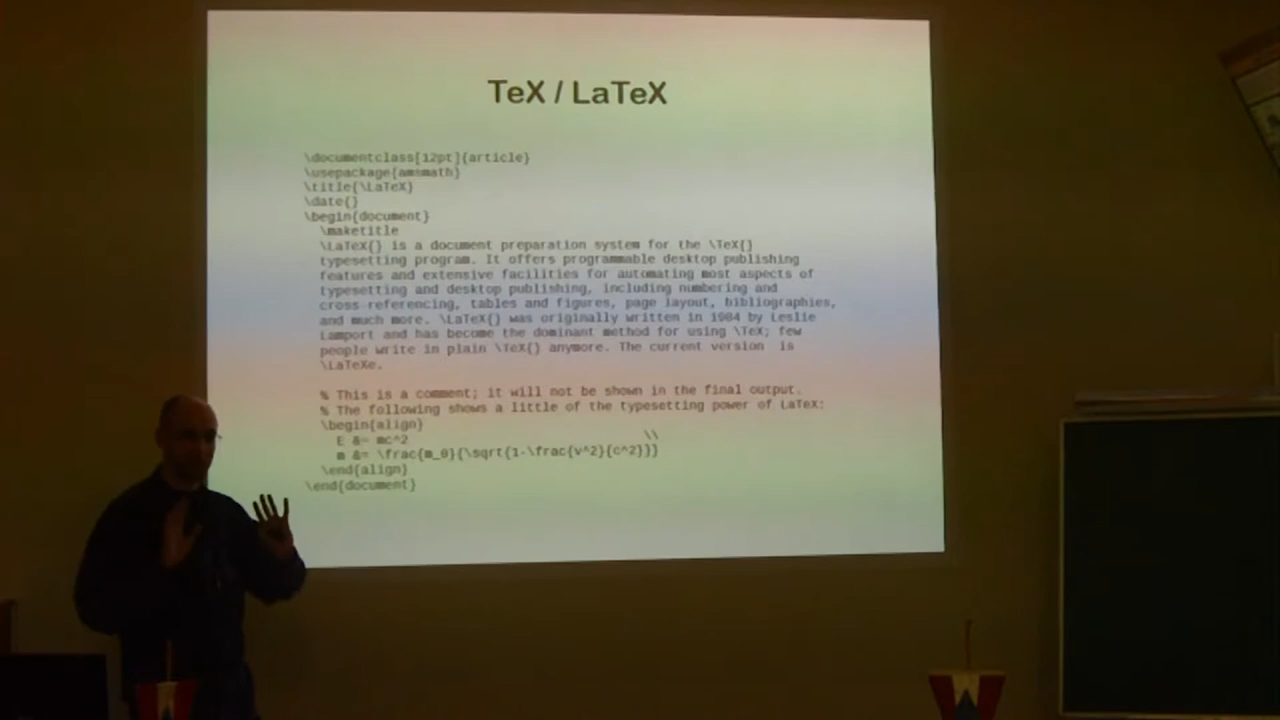 TeX / LaTeX
\documentclass[12pt]{article}
\usepackage{amsmath}
\title{\LaTeX}
\date{}
\begin{document}
\maketitle
\LaTeX{} is a document preparation system for the \TeX{}
typesetting program. It offers programmable desktop publishing
features and extensive facilities for automating most aspects of
typesetting and desktop publishing, including numbering and
cross-referencing, tables and figures, page layout, bibliographies,
and much more. \LaTeX{} was originally written in 1984 by Leslie
Lamport and has become the dominant method for using \TeX; few
people write in plain \TeX{} anymore. The current version is
\LaTeXe.
% This is a comment; it will not be shown in the final output.
% The following shows a little of the typesetting power of LaTeX:
\begin{align}
E &= mc^2 \\
m &= \frac{m_0}{\sqrt{1-\frac{v^2}{c^2}}}
\end{align}
\end{document}